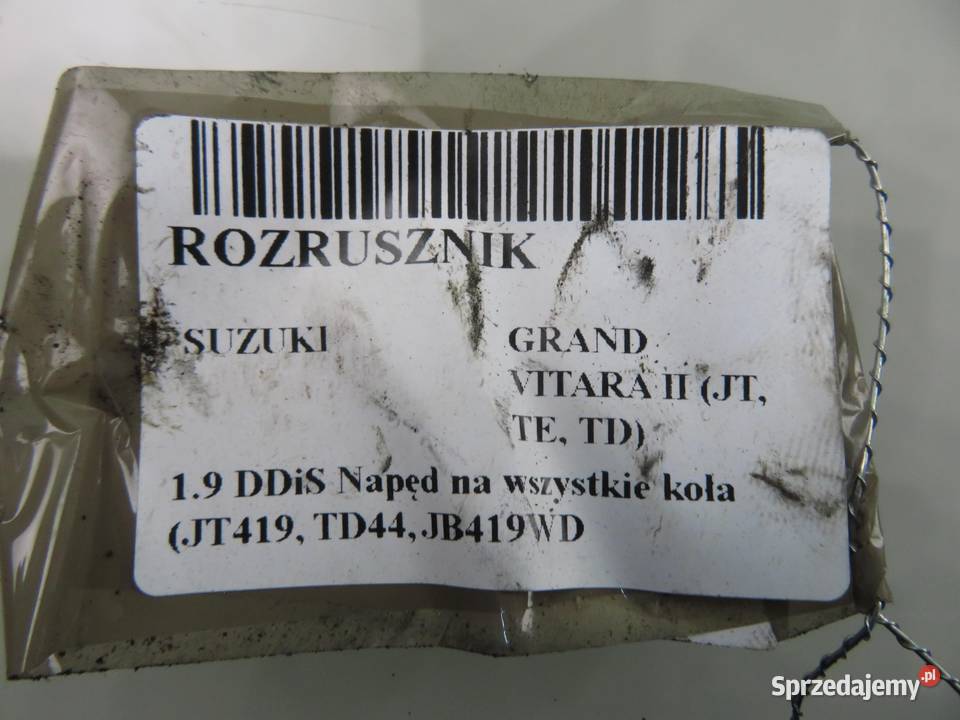 ROZRUSZNIK
SUZUKI
GRAND
VITARA II (JT,
TE, TD)
1.9 DDiS Napęd na wszystkie koła
(JT419, TD44, JB419WD
Sprzedajemy.pl